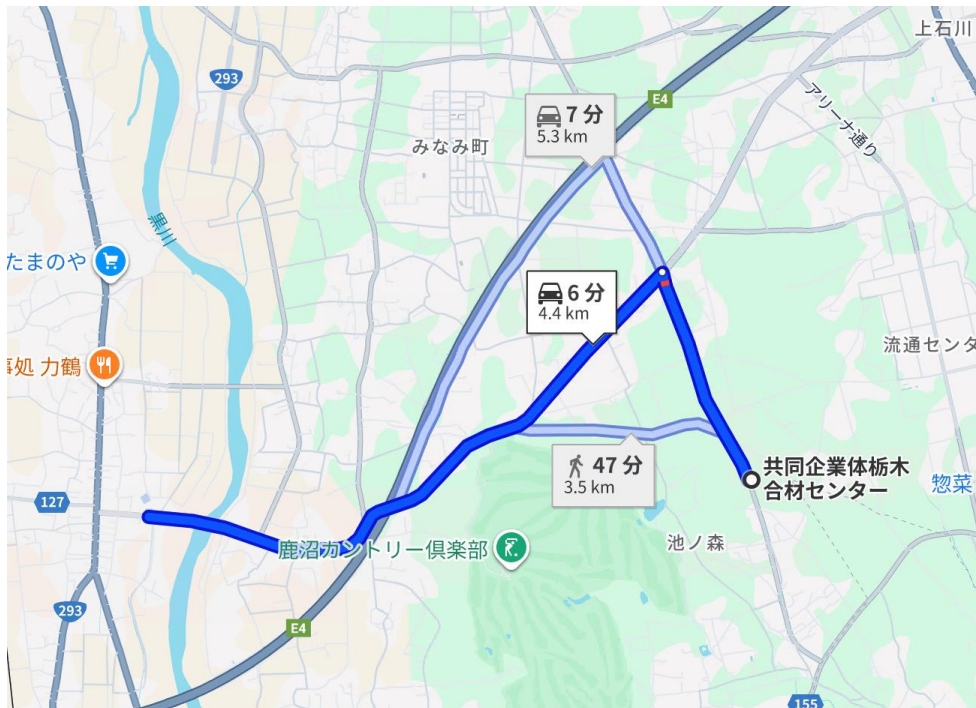 上石川
293
E4
7 分
5.3 km
アリーナ通り
みなみ町
黒川
たまのや
6 分
4.4 km
流通センタ
事処 力鶴
47 分
3.5 km
共同企業体栃木
合材センター
惣菜
127
鹿沼カントリー倶楽部
池ノ森
293
E4
155